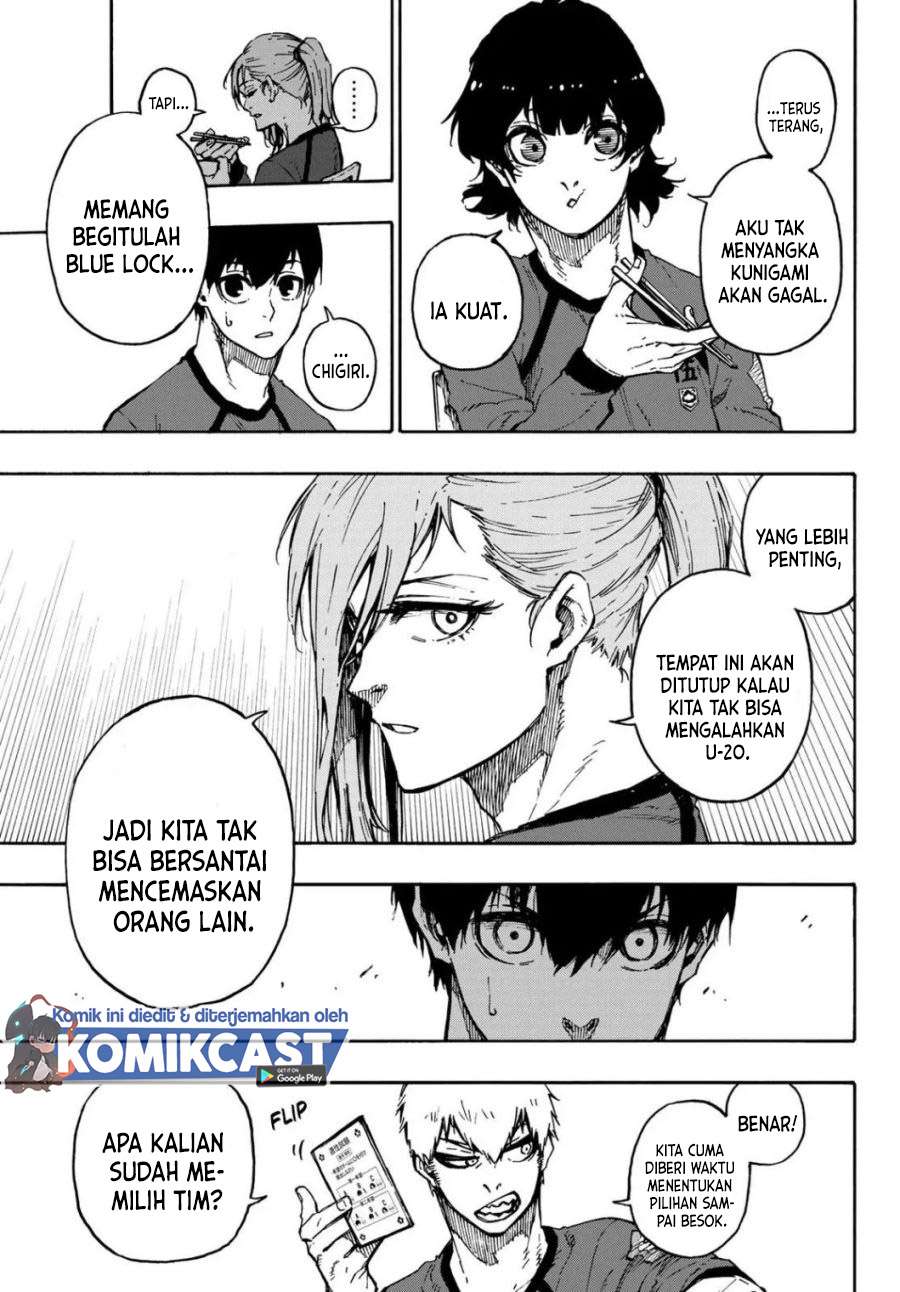 ...TERUS
TERANG,
AKU TAK
MENYANGKA
KUNIGAMI
AKAN GAGAL.
IA KUAT.
......
TAPI...
MEMANG
BEGITULAH
BLUE LOCK...
...
CHIGIRI.
YANG LEBIH
PENTING,
TEMPAT INI AKAN
DITUTUP KALAU
KITA TAK BISA
MENGALAHKAN
U-20.
JADI KITA TAK
BISA BERSANTAI
MENCEMASKAN
ORANG LAIN.
Komik ini diedit & diterjemahkan oleh
KOMIKCAST
GET IT ON
Google Play
BENAR!
KITA CUMA
DIBERI WAKTU
MENENTUKAN
PILIHAN SAM-
PAI BESOK.
FLIP
APA KALIAN
SUDAH ME-
MILIH TIM?